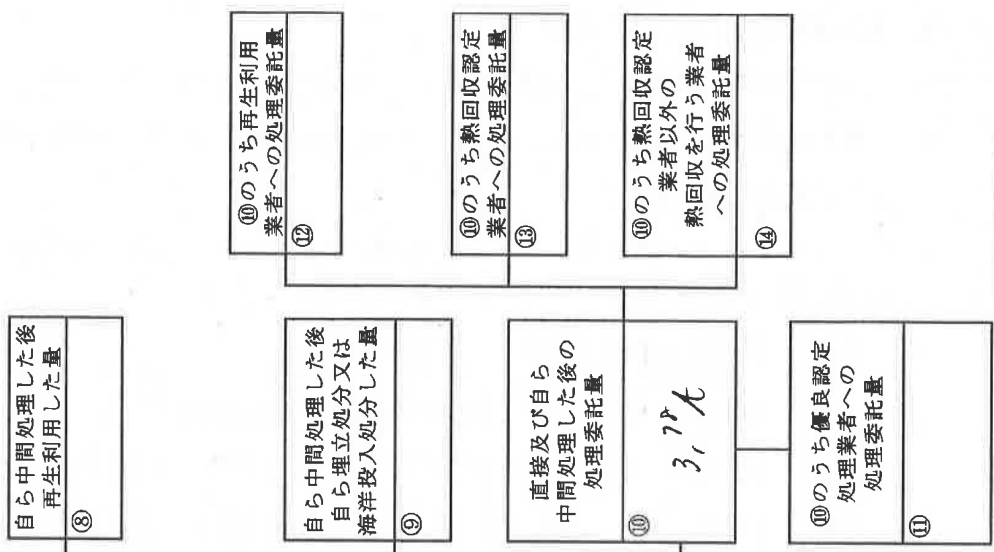 自ら中間処理した後
再生利用した量
⑧
自ら中間処理した後
自ら埋立処分又は
海洋投入処分した量
⑨
直接及び自ら
中間処理した後の
処理委託量
⑩
⑩のうち優良認定
処理業者への
処理委託量
⑪
⑩のうち再生利用
業者への処理委託量
⑫
⑩のうち熱回収認定
業者への処理委託量
⑬
⑩のうち熱回収認定
業者以外の
熱回収を行う業者
への処理委託量
⑭